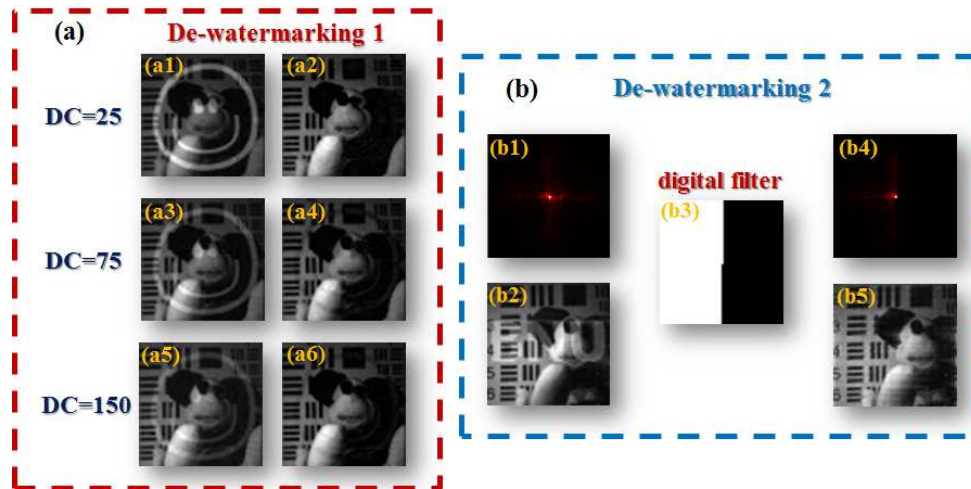 (a)
De-watermarking 1
(a1)
(a2)
DC=25
(a3)
(a4)
DC=75
(a5)
(a6)
DC=150
(b)
De-watermarking 2
(b1)
(b4)
digital filter
(b3)
(b2)
(b5)